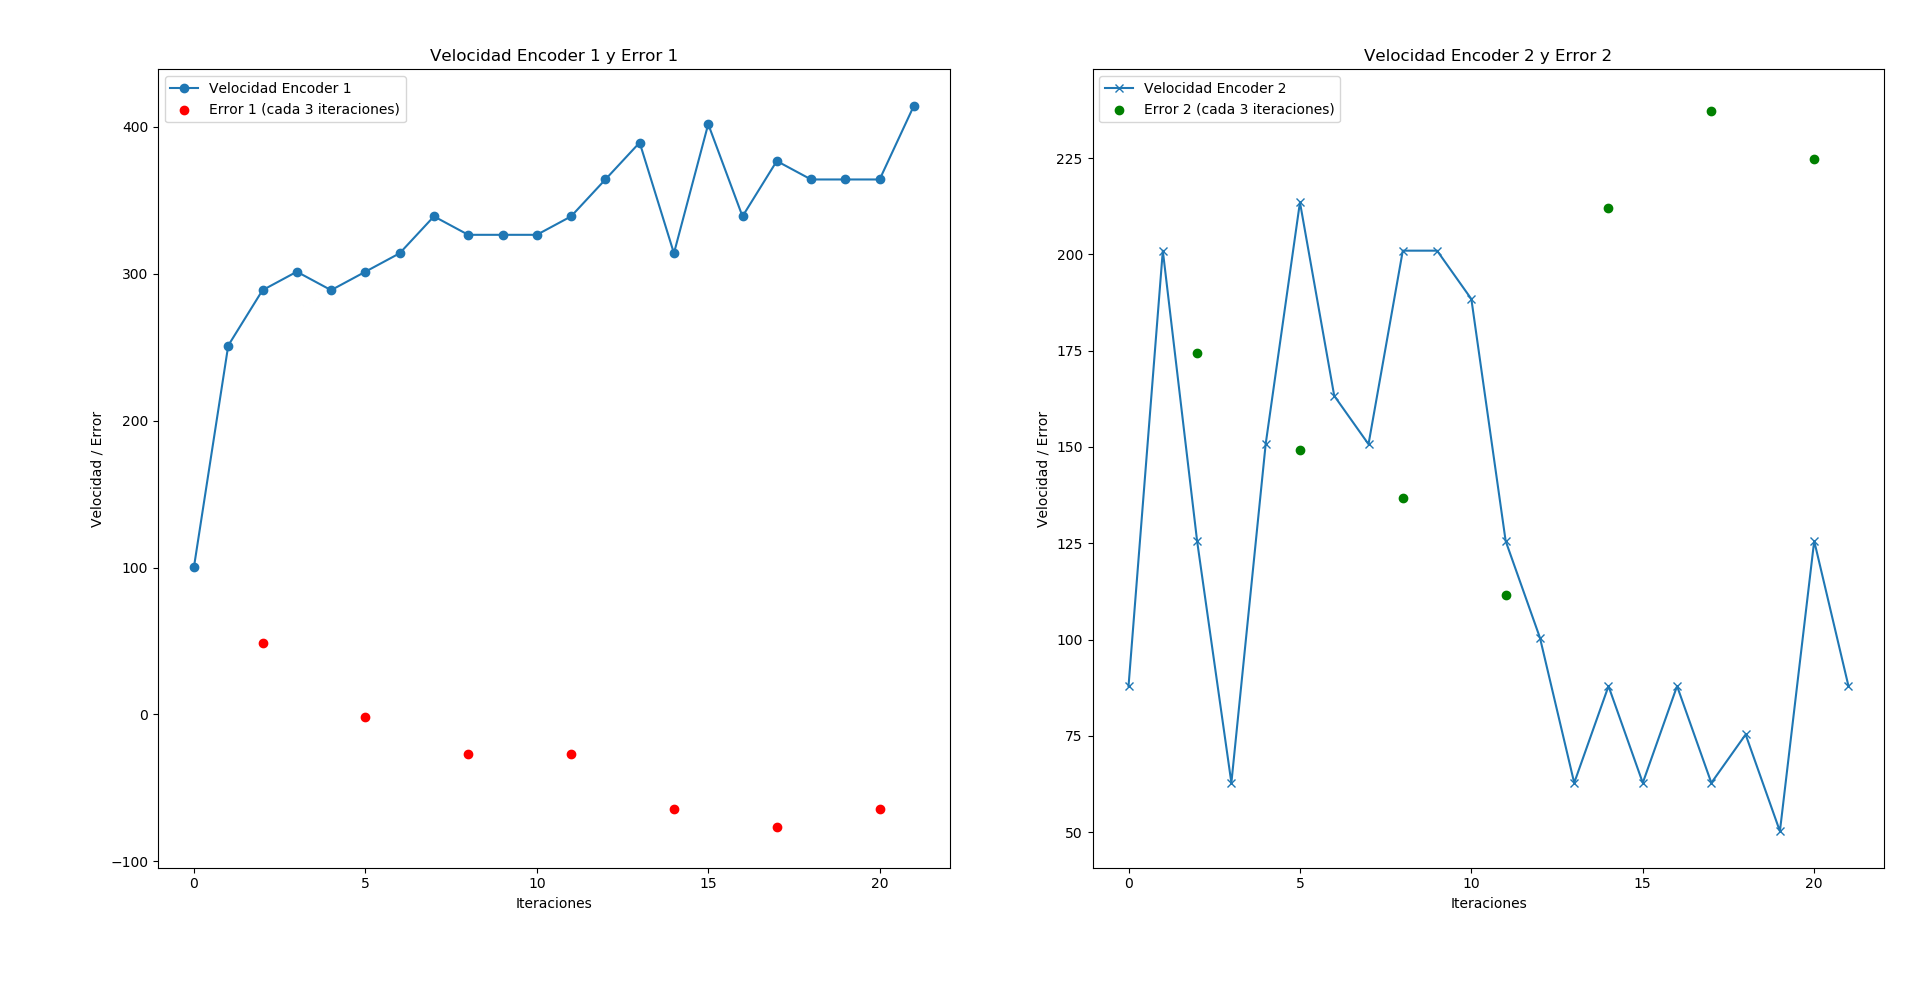 Velocidad Encoder 1 y Error 1
Velocidad Encoder 1
Error 1 (cada 3 iteraciones)
400
300
200
100
0
−100
Velocidad / Error
0 5 10 15 20
Iteraciones
Velocidad Encoder 2 y Error 2
Velocidad Encoder 2
Error 2 (cada 3 iteraciones)
225
200
175
150
125
100
75
50
Velocidad / Error
0 5 10 15 20
Iteraciones